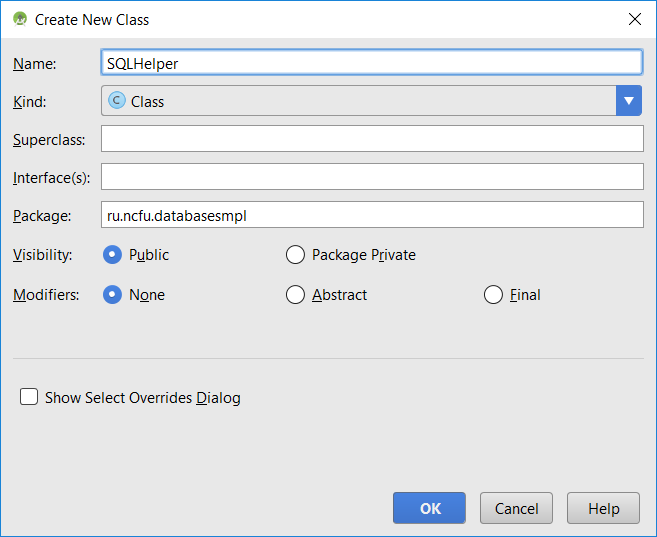 Create New Class
Name: SQLHelper
Kind: C Class
Superclass:
Interface(s):
Package: ru.ncfu.databasesmpl
Visibility: Public Package Private
Modifiers: None Abstract Final
Show Select Overrides Dialog
OK Cancel Help